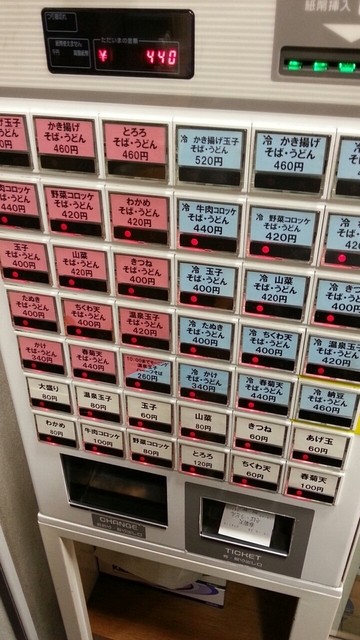 ただいまの金額
¥ 440
かき揚げ
そば・うどん
460円
とろろ
そば・うどん
460円
冷 かき揚げ玉子
そば・うどん
520円
冷 かき揚げ
そば・うどん
460円
野菜コロッケ
そば・うどん
420円
わかめ
そば・うどん
420円
冷 牛肉コロッケ
そば・うどん
440円
冷 野菜コロッケ
そば・うどん
420円
玉子
そば・うどん
400円
山菜
そば・うどん
420円
きつね
そば・うどん
400円
冷 玉子
そば・うどん
400円
冷 山菜
そば・うどん
420円
たぬき
そば・うどん
400円
ちくわ天
そば・うどん
400円
温泉玉子
そば・うどん
420円
冷 たぬき
そば・うどん
400円
冷 ちくわ天
そば・うどん
400円
かけ
そば・うどん
340円
春菊天
そば・うどん
440円
260円
冷 かけ
そば・うどん
340円
冷 春菊天
そば・うどん
440円
冷 納豆
そば・うどん
460円
大盛り
80円
温泉玉子
80円
玉子
60円
山菜
80円
きつね
60円
あげ玉
60円
わかめ
80円
牛肉コロッケ
100円
野菜コロッケ
80円
とろろ
120円
ちくわ天
60円
春菊天
100円
CHANGE
TICKET